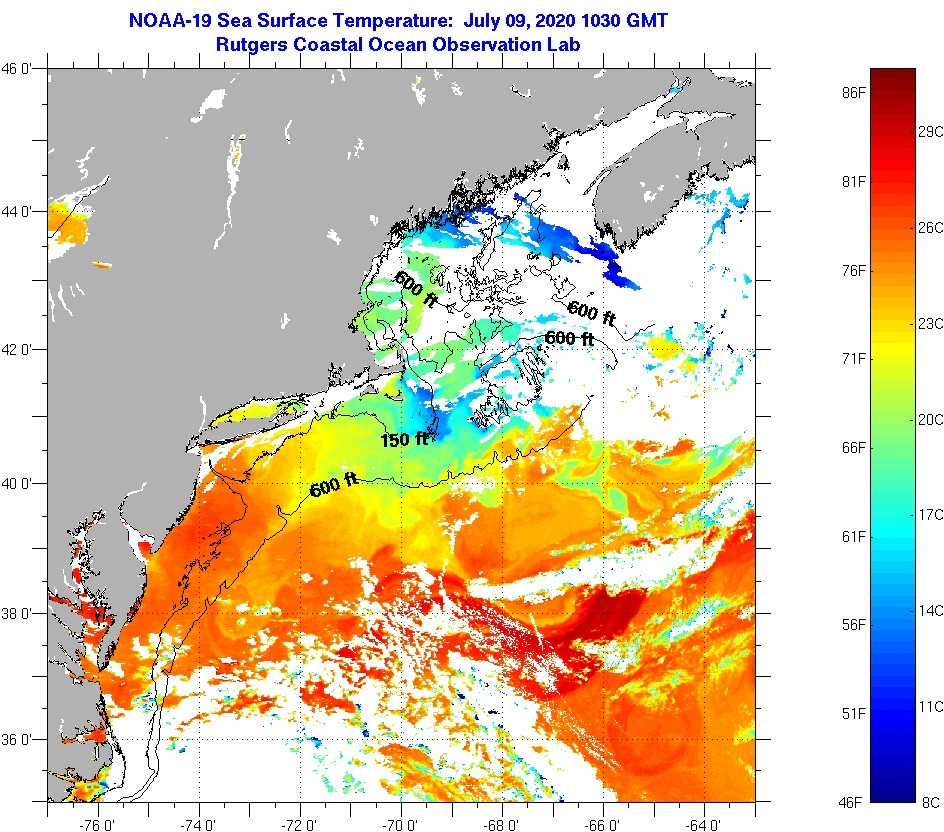 NOAA-19 Sea Surface Temperature: July 09, 2020 1030 GMT
Rutgers Coastal Ocean Observation Lab
46 0'
44 0'
42 0'
40 0'
38 0'
36 0'
600 ft
600 ft
600 ft
150 ft
600 ft
-76 0'
-74 0'
-72 0'
-70 0'
-68 0'
-66 0'
-64 0'
86F
81F
76F
71F
66F
61F
56F
51F
46F
29C
26C
23C
20C
17C
14C
11C
8C